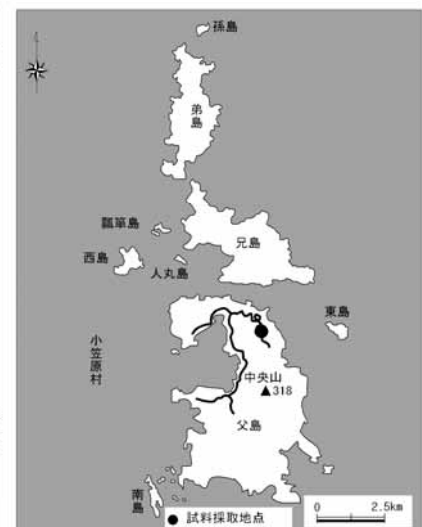 孫島
弟島
瓢箪島
兄島
西島
人丸島
東島
小笠原村
中央山
▲318
父島
南島
● 試料採取地点
0 2.5km